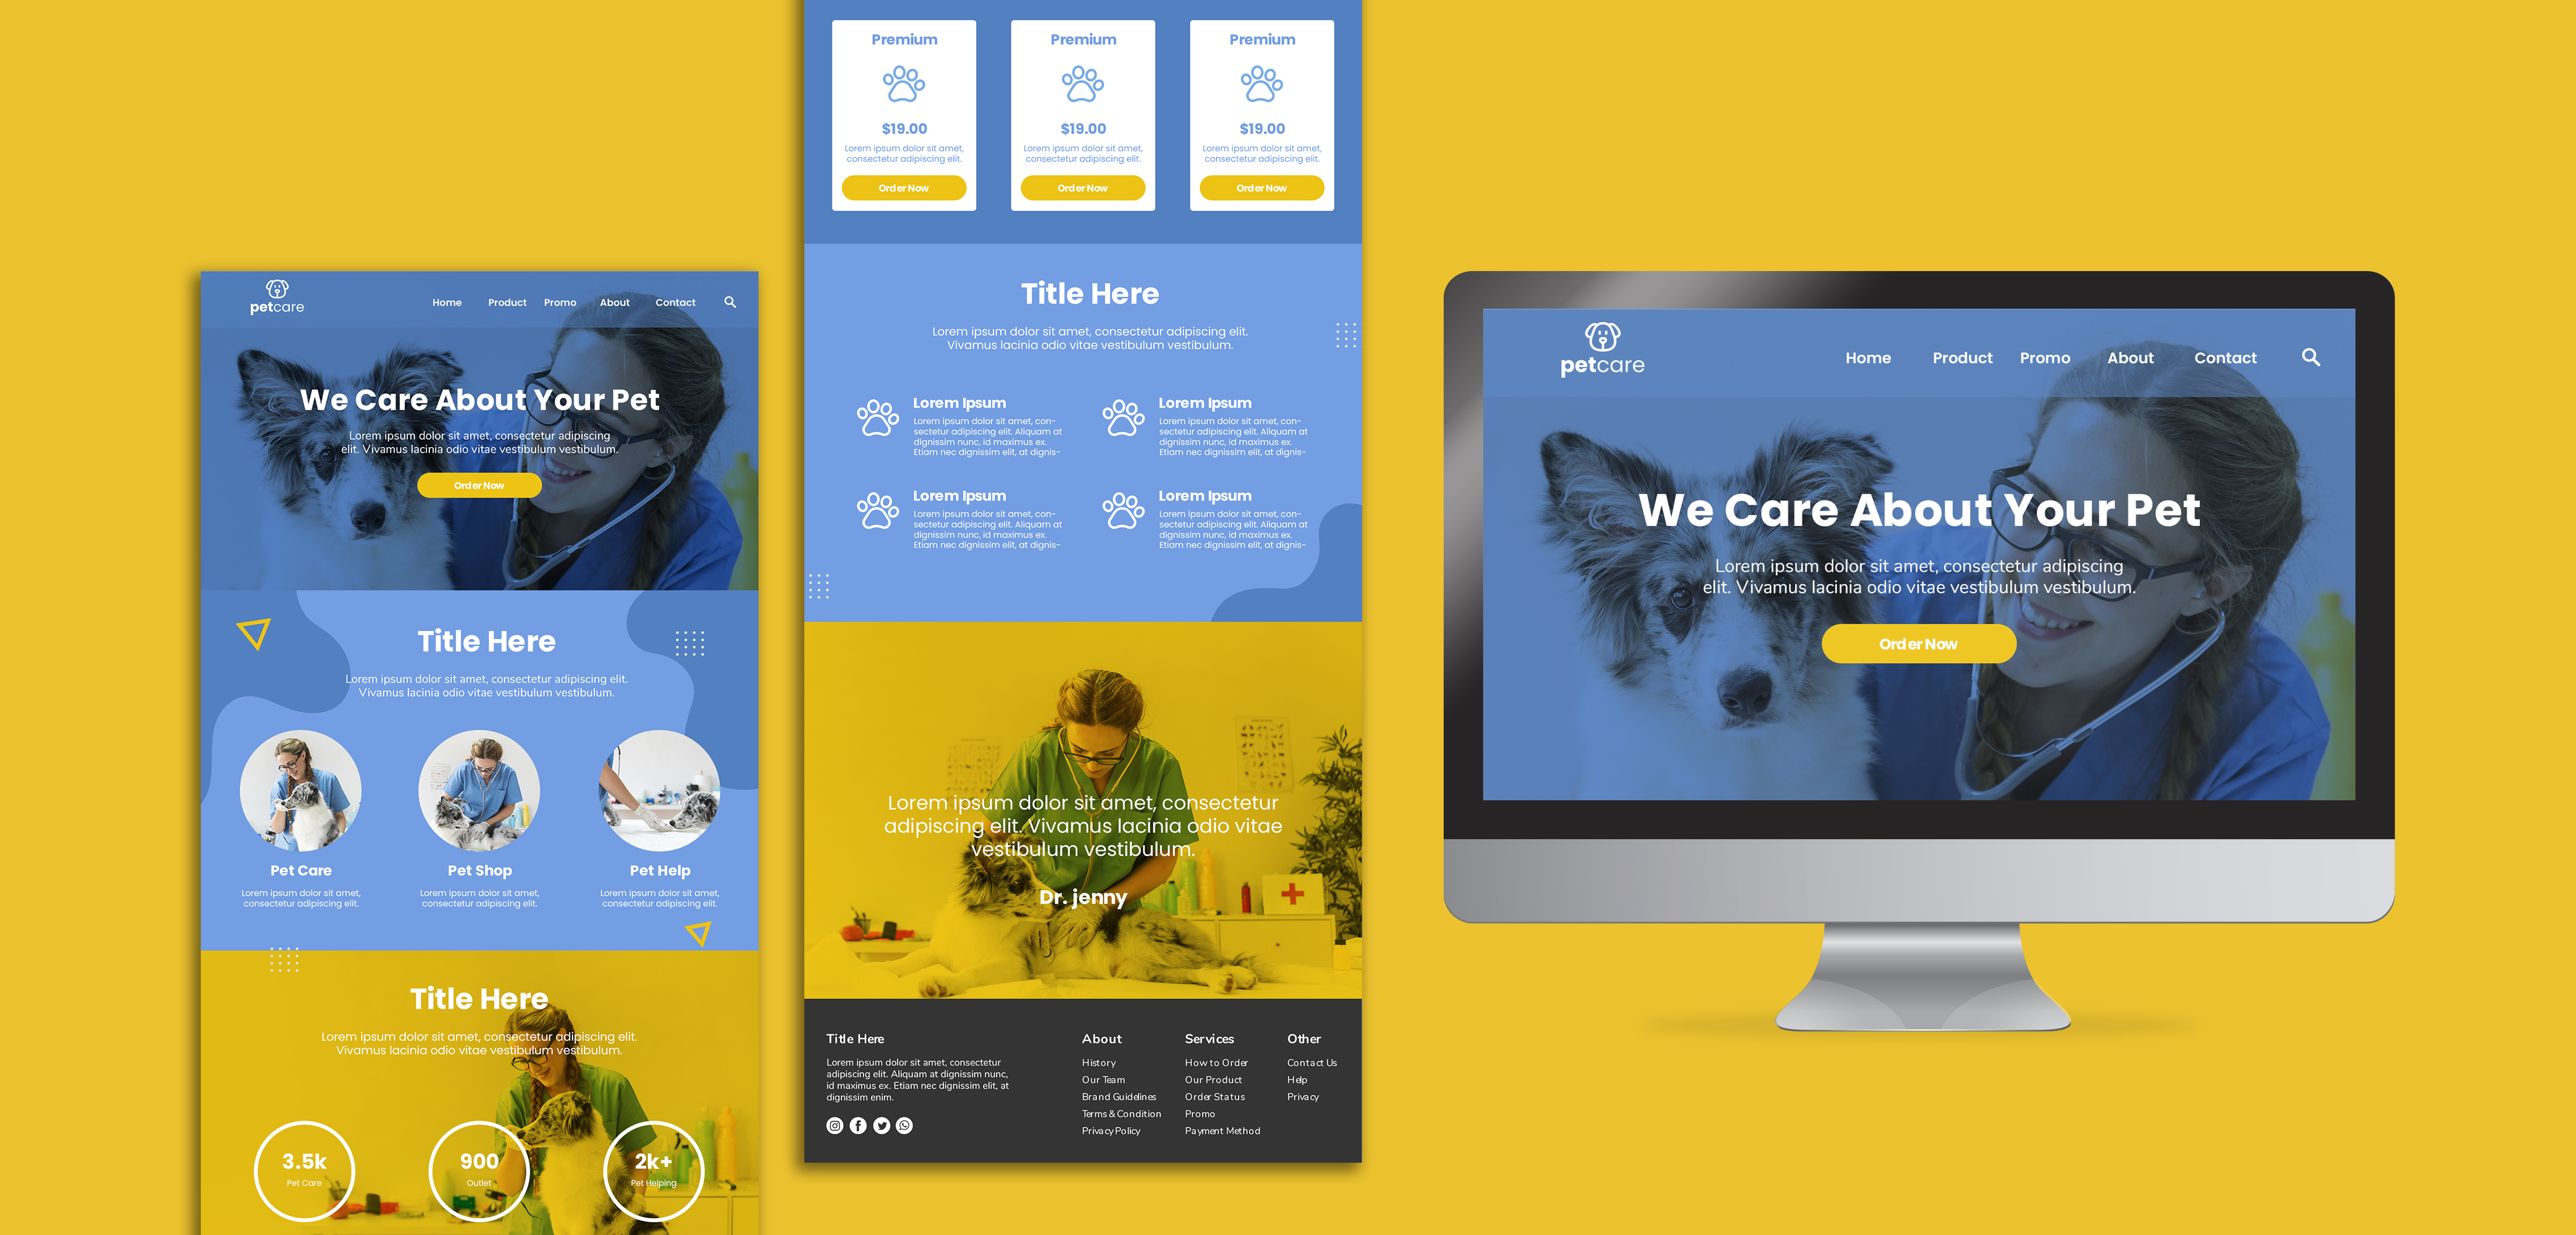 petcare
Home Product Promo About Contact
We Care About Your Pet
Lorem ipsum dolor sit amet, consectetur adipiscing
elit. Vivamus lacinia odio vitae vestibulum vestibulum.
Order Now
Title Here
Lorem ipsum dolor sit amet, consectetur adipiscing elit.
Vivamus lacinia odio vitae vestibulum vestibulum.
Pet Care
Lorem ipsum dolor sit amet,
consectetur adipiscing elit.
Pet Shop
Lorem ipsum dolor sit amet,
consectetur adipiscing elit.
Pet Help
Lorem ipsum dolor sit amet,
consectetur adipiscing elit.
Title Here
Lorem ipsum dolor sit amet, consectetur adipiscing elit.
Vivamus lacinia odio vitae vestibulum vestibulum.
3.5k
Pet Care
900
Outlet
2k+
Pet Helping
Premium
$19.00
Lorem ipsum dolor sit amet,
consectetur adipiscing elit.
Order Now
Premium
$19.00
Lorem ipsum dolor sit amet,
consectetur adipiscing elit.
Order Now
Premium
$19.00
Lorem ipsum dolor sit amet,
consectetur adipiscing elit.
Order Now
Title Here
Lorem ipsum dolor sit amet, consectetur adipiscing elit.
Vivamus lacinia odio vitae vestibulum vestibulum.
Lorem Ipsum
Lorem ipsum dolor sit amet, con-
sectetur adipiscing elit. Aliquam at
dignissim nunc, id maximus ex.
Etiam nec dignissim elit, at dignis-
Lorem Ipsum
Lorem ipsum dolor sit amet, con-
sectetur adipiscing elit. Aliquam at
dignissim nunc, id maximus ex.
Etiam nec dignissim elit, at dignis-
Lorem Ipsum
Lorem ipsum dolor sit amet, con-
sectetur adipiscing elit. Aliquam at
dignissim nunc, id maximus ex.
Etiam nec dignissim elit, at dignis-
Lorem Ipsum
Lorem ipsum dolor sit amet, con-
sectetur adipiscing elit. Aliquam at
dignissim nunc, id maximus ex.
Etiam nec dignissim elit, at dignis-
Lorem ipsum dolor sit amet, consectetur
adipiscing elit. Vivamus lacinia odio vitae
vestibulum vestibulum.
Dr. jenny
Title Here
Lorem ipsum dolor sit amet, consectetur
adipiscing elit. Aliquam at dignissim nunc,
id maximus ex. Etiam nec dignissim elit, at
dignissim enim.
About
History
Our Team
Brand Guidelines
Terms & Condition
Privacy Policy
Services
How to Order
Our Product
Order Status
Promo
Payment Method
Other
Contact Us
Help
Privacy
petcare
Home Product Promo About Contact
We Care About Your Pet
Lorem ipsum dolor sit amet, consectetur adipiscing
elit. Vivamus lacinia odio vitae vestibulum vestibulum.
Order Now